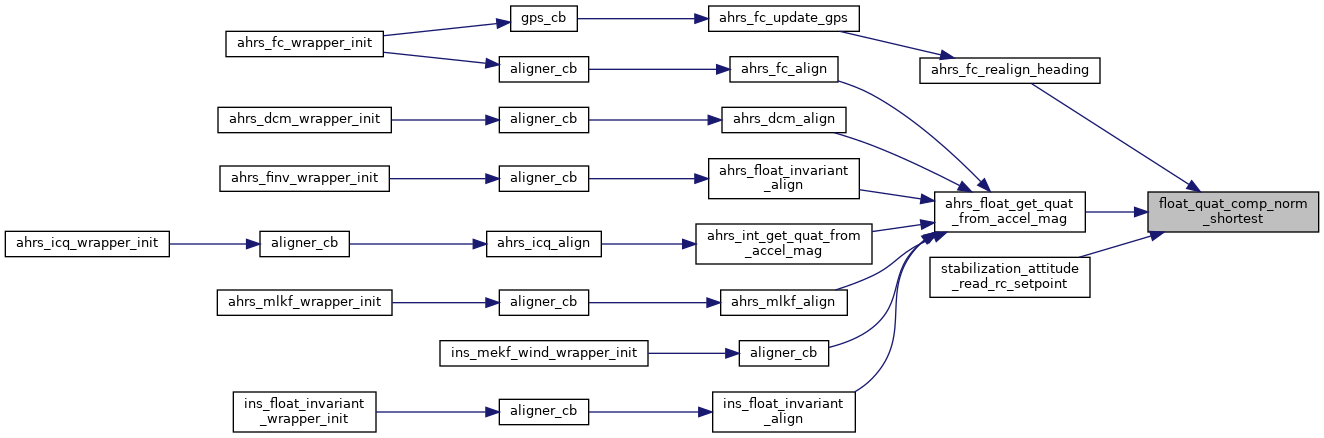 gps_cb
ahrs_fc_update_gps
ahrs_fc_wrapper_init
aligner_cb
ahrs_fc_align
ahrs_fc_realign_heading
ahrs_dcm_wrapper_init
aligner_cb
ahrs_dcm_align
ahrs_finv_wrapper_init
aligner_cb
ahrs_float_invariant
_align
ahrs_float_get_quat
_from_accel_mag
float_quat_comp_norm
_shortest
ahrs_icq_wrapper_init
aligner_cb
ahrs_icq_align
ahrs_int_get_quat_from
_accel_mag
stabilization_attitude
_read_rc_setpoint
ahrs_mlkf_wrapper_init
aligner_cb
ahrs_mlkf_align
ins_mekf_wind_wrapper_init
aligner_cb
ins_float_invariant
_wrapper_init
aligner_cb
ins_float_invariant
_align